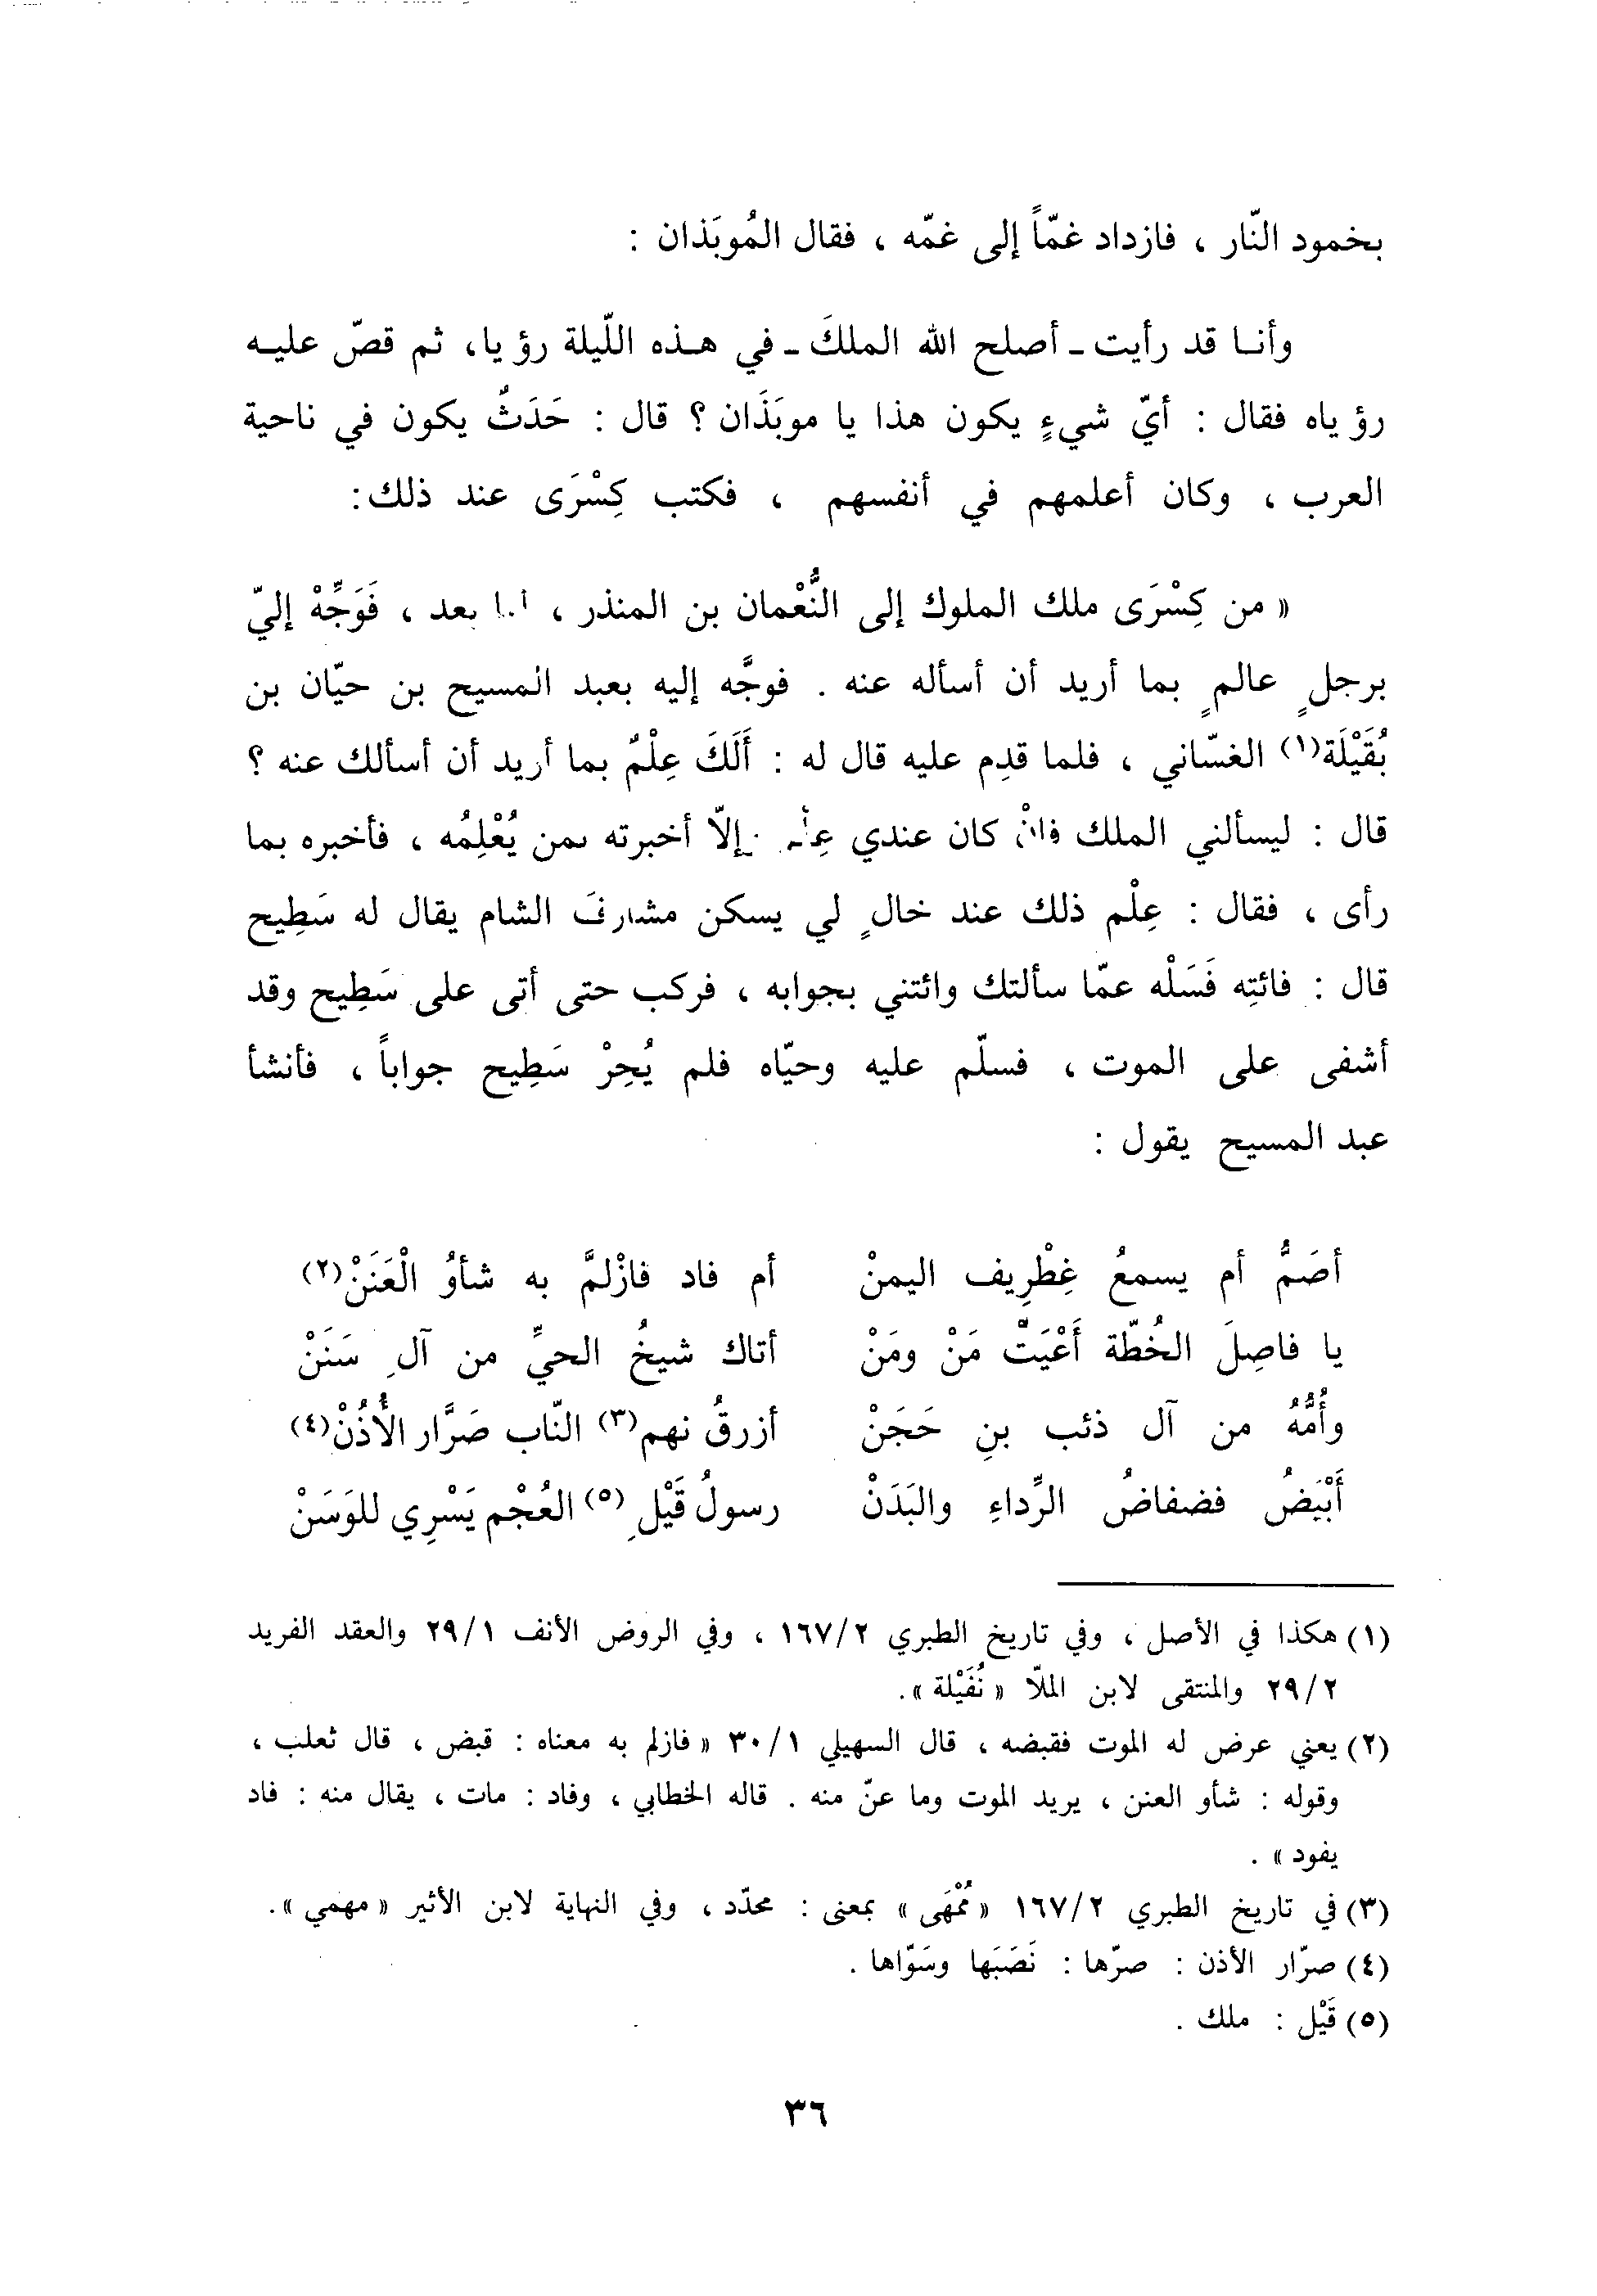 بخمود النّار ، فازداد غمّاً إلى غمّه ، فقال المُوبَذان :
وأنـا قد رأيت ـ أصلح الله الملكَ ـ في هـذه اللّيلة رؤيا، ثم قصّ عليـه
رؤياه فقال : أيّ شيءٍ يكون هذا يا موبَذَان ؟ قال : حَدَثٌ يكون في ناحية
العرب ، وكان أعلمهم في أنفسهم ، فكتب كِسْرَى عند ذلك:
« من كِسْرَى ملك الملوك إلى النُّعْمان بن المنذر ، أما بعد ، فَوَجِّهْ إليّ
برجلٍ عالمٍ بما أريد أن أسأله عنه . فوجَّه إليه بعبد المسيح بن حيّان بن
بُقَيْلَة(١) الغسّاني ، فلما قدِم عليه قال له : أَلَكَ عِلْمٌ بما أريد أن أسألك عنه ؟
قال : ليسألني الملك فإنْ كان عندي إلاّ أخبرته بمن يُعْلِمُه ، فأخبره بما
رأى ، فقال : عِلْم ذلك عند خالٍ لي يسكن مشارفَ الشام يقال له سَطِيح
قال : فائتِه فَسَلْه عمّا سألتك وائتني بجوابه ، فركب حتى أتى على سَطِيح وقد
أشفى على الموت ، فسلّم عليه وحيّاه فلم يُحِرْ سَطِيح جواباً ، فأنشأ
عبد المسيح يقول :
أصَمُّ أم يسمعُ غِطْرِيف اليمنْ أم فاد فازْلمَّ به شأوُ الْعَنَنْ(٢)
يا فاصِلَ الخُطّة أَعْيَتْ مَنْ ومَنْ أتاك شيخُ الحيِّ من آلِ سَنَنْ
وأُمُّهُ من آل ذئب بنِ حَجَنْ أزرقُ نهم(٣) النّاب صَرَّار الأُذُنْ(٤)
أَبْيَضُ فضفاضُ الرِّداءِ والبَدَنْ رسولُ قَيْلِ(٥) العُجْم يَسْرِي للوَسَنْ
(١) هكذا في الأصل ، وفي تاريخ الطبري ١٦٧/٢ ، وفي الروض الأنف ٢٩/١ والعقد الفريد
٢٩/٢ والمنتقى لابن الملّا « نُفَيْلة ».
(٢) يعني عرض له الموت فقبضه ، قال السهيلي ٣٠/١ « فازلم به معناه : قبض ، قال ثعلب ،
وقوله : شأو العنن ، يريد الموت وما عنّ منه . قاله الخطابي ، وفاد : مات ، يقال منه : فاد
يفود » .
(٣) في تاريخ الطبري ١٦٧/٢ « مُمْهَى » بمعنى : محدّد ، وفي النهاية لابن الأثير « مهمي ».
(٤) صرّار الأذن : صرّها : نَصَبَها وسَوّاها .
(٥) قَيْل : ملك .
٣٦